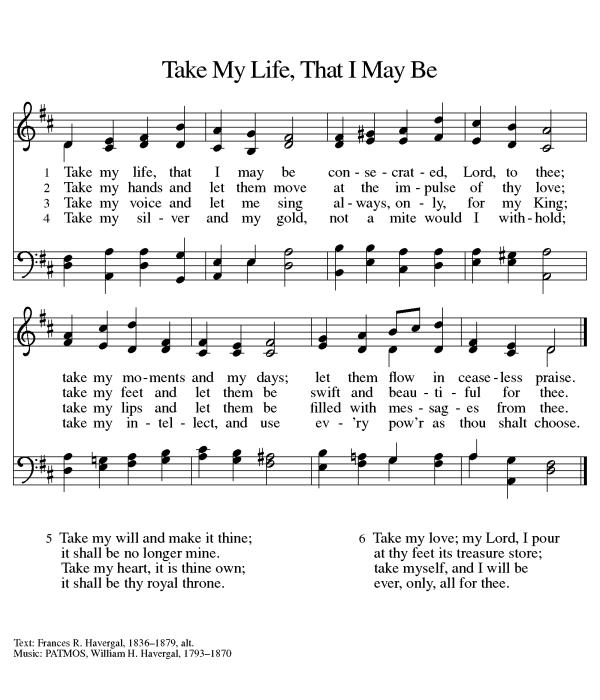 Take My Life, That I May Be
1 Take my life, that I may be con - se - crat - ed, Lord, to thee;
2 Take my hands and let them move at the im - pulse of thy love;
3 Take my voice and let me sing al - ways, on - ly, for my King;
4 Take my sil - ver and my gold, not a mite would I with - hold;
take my mo - ments and my days; let them flow in cease - less praise.
take my feet and let them be swift and beau - ti - ful for thee.
take my lips and let them be filled with mes - sag - es from thee.
take my in - tel - lect, and use ev - 'ry pow'r as thou shalt choose.
5 Take my will and make it thine;
it shall be no longer mine.
Take my heart, it is thine own;
it shall be thy royal throne.
6 Take my love; my Lord, I pour
at thy feet its treasure store;
take myself, and I will be
ever, only, all for thee.
Text: Frances R. Havergal, 1836–1879, alt.
Music: PATMOS, William H. Havergal, 1793–1870